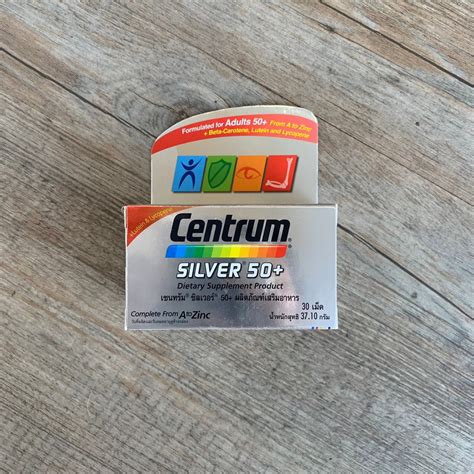 Formulated for Adults 50+ From A to Zinc
+ Beta-Carotene, Lutein and Lycopene
+Lutein & Lycopene
Centrum®
SILVER® 50+
Dietary Supplement Product
เซนทรัม® ซิลเวอร์® 50+ ผลิตภัณฑ์เสริมอาหาร
30 เม็ด
น้ำหนักสุทธิ 37.10 กรัม
Complete From A to Zinc